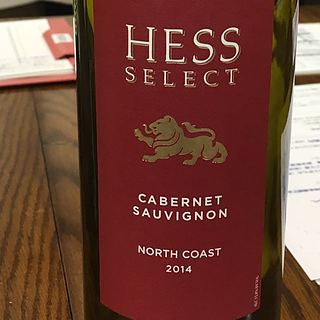 HESS
SELECT
CABERNET
SAUVIGNON
NORTH COAST
2014